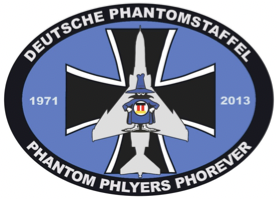 DEUTSCHE PHANTOMSTAFFEL
1971
2013
PHANTOM PHLYERS PHOREVER